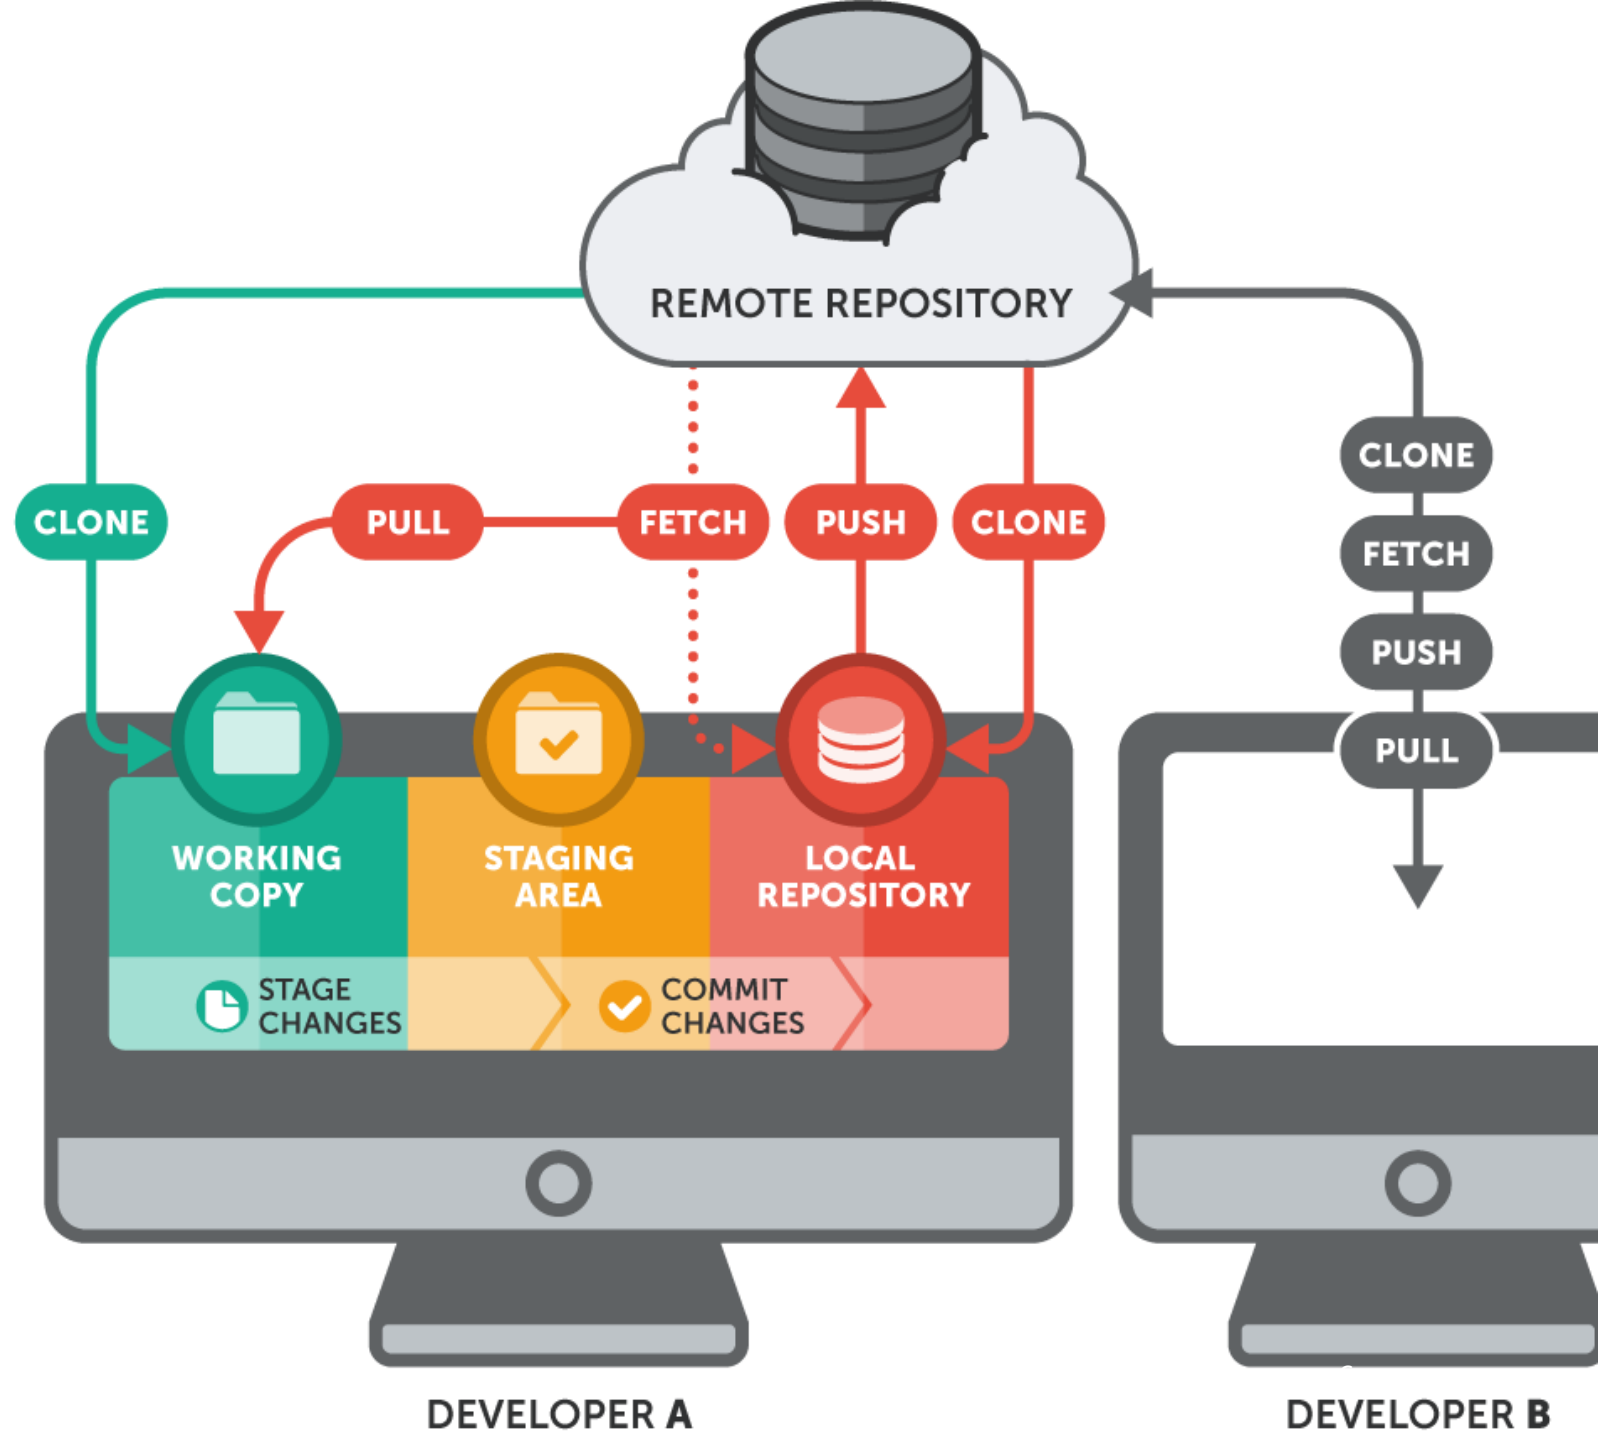 REMOTE REPOSITORY
CLONE
PULL
FETCH
PUSH
CLONE
CLONE
FETCH
PUSH
PULL
WORKING
COPY
STAGING
AREA
LOCAL
REPOSITORY
STAGE
CHANGES
COMMIT
CHANGES
DEVELOPER A
DEVELOPER B